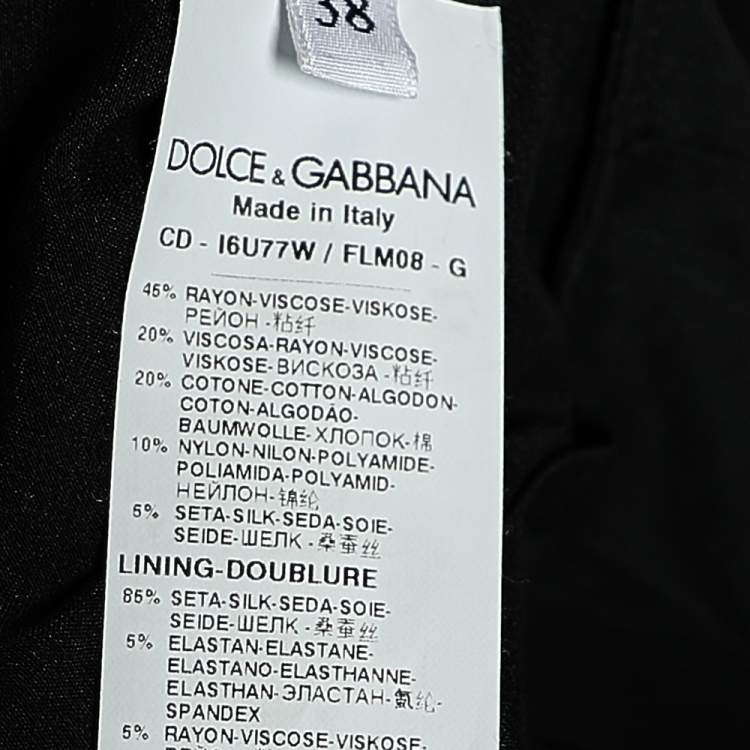 38
DOLCE & GABBANA
Made in Italy
CD - I6U77W / FLM08 - G
45% RAYON-VISCOSE-VISKOSE-
РЕЙОН -粘纤
20% VISCOSA-RAYON-VISCOSE-
VISKOSE-ВИСКОЗА -粘纤
20% COTONE-COTTON-ALGODON-
COTON-ALGODÃO-
BAUMWOLLE-ХЛОПОК-棉
10% NYLON-NILON-POLYAMIDE-
POLIAMIDA-POLYAMID-
НЕЙЛОН-锦纶
5% SETA-SILK-SEDA-SOIE-
SEIDE-ШЕЛК -桑蚕丝
LINING-DOUBLURE
85% SETA-SILK-SEDA-SOIE-
SEIDE-ШЕЛК -桑蚕丝
5% ELASTAN-ELASTANE-
ELASTANO-ELASTHANNE-
ELASTHAN-ЭЛАСТАН-氨纶-
SPANDEX
5% RAYON-VISCOSE-VISKOSE-